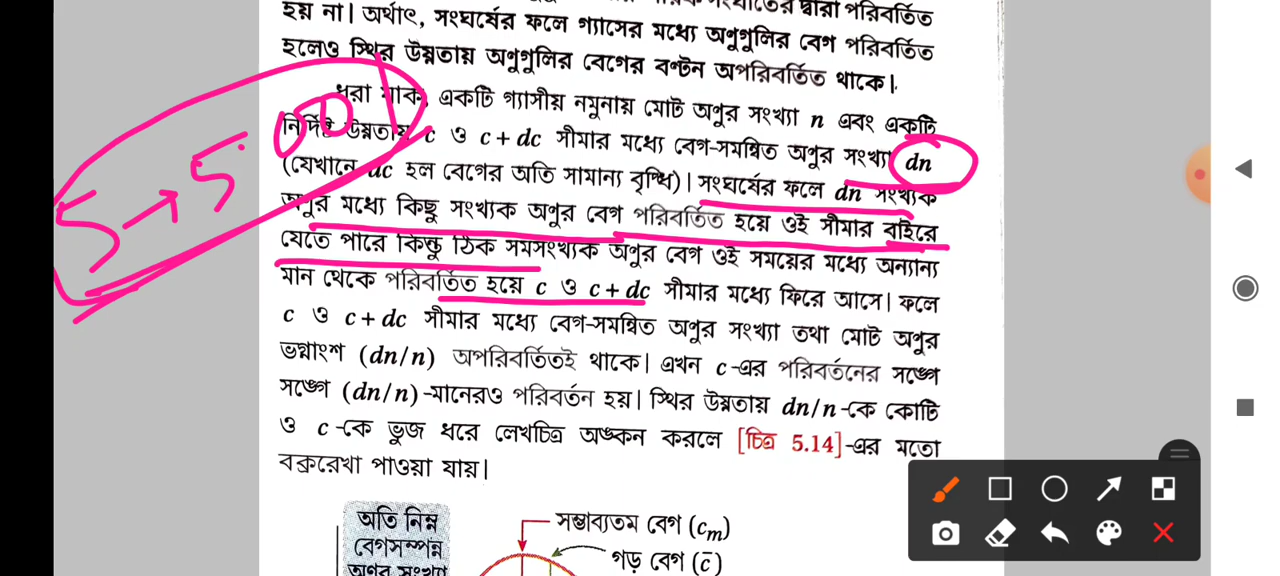 দ্বারা পরিবর্তিত
হয় না। অর্থাৎ, সংঘর্ষের ফলে গ্যাসের মধ্যে অণুগুলির বেগ পরিবর্তিত
হলেও স্থির উষ্ণতায় অণুগুলির বেগের বণ্টন অপরিবর্তিত থাকে।
ধরা যাক, একটি গ্যাসীয় নমুনায় মোট অণুর সংখ্যা n এবং একটি
নির্দিষ্ট উষ্ণতায় c ও c + dc সীমার মধ্যে বেগ-সমন্বিত অণুর সংখ্যা dn
(যেখানে dc হল বেগের অতি সামান্য বৃদ্ধি)। সংঘর্ষের ফলে dn সংখ্যক
অণুর মধ্যে কিছু সংখ্যক অণুর বেগ পরিবর্তিত হয়ে ওই সীমার বাইরে
যেতে পারে কিন্তু ঠিক সমসংখ্যক অণুর বেগ ওই সময়ের মধ্যে অন্যান্য
মান থেকে পরিবর্তিত হয়ে c ও c + dc সীমার মধ্যে ফিরে আসে। ফলে
c ও c + dc সীমার মধ্যে বেগ-সমন্বিত অণুর সংখ্যা তথা মোট অণুর
ভগ্নাংশ (dn/n) অপরিবর্তিতই থাকে। এখন c-এর পরিবর্তনের সঙ্গে
সঙ্গে (dn/n)-মানেরও পরিবর্তন হয়। স্থির উষ্ণতায় dn/n-কে কোটি
ও c-কে ভুজ ধরে লেখচিত্র অঙ্কন করলে [চিত্র 5.14]-এর মতো
বক্ররেখা পাওয়া যায়।
5 → 500
অতি নিম্ন
বেগসম্পন্ন
অণুর সংখ্যা
সম্ভাব্যতম বেগ (cm)
গড় বেগ (c̄)